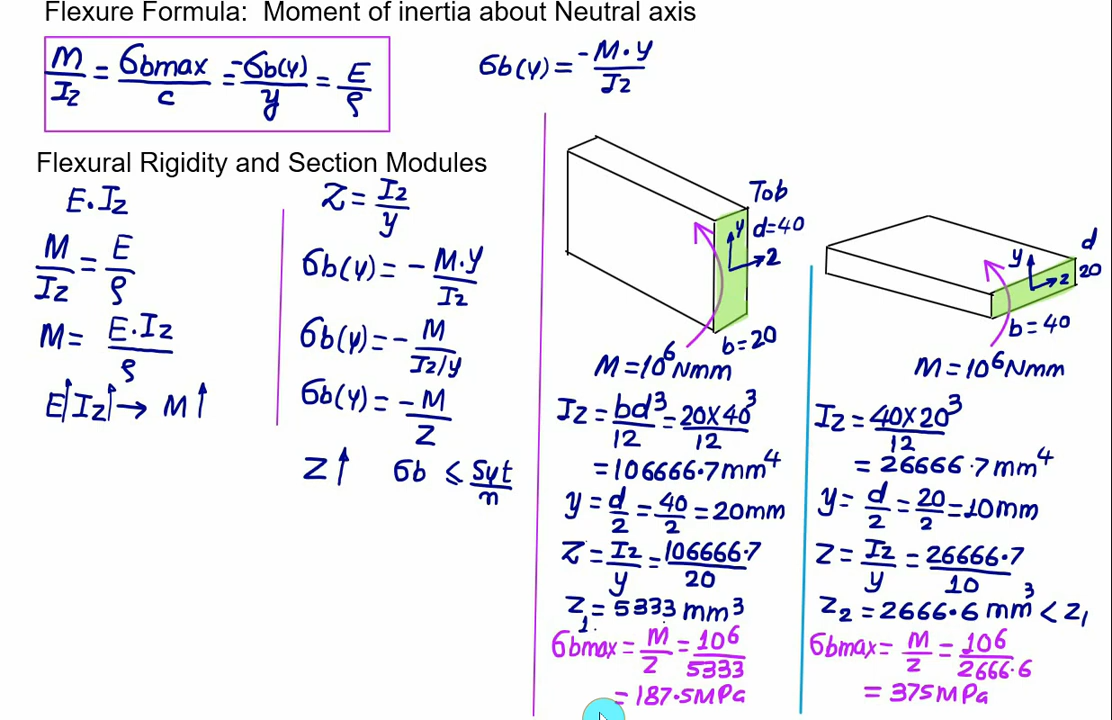 Flexure Formula: Moment of inertia about Neutral axis
M/Iz = σbmax/c = -σb(y)/y = E/ρ
σb(y) = -M·y/Iz
Flexural Rigidity and Section Modules
E·Iz
M/Iz = E/ρ
M = E·Iz/ρ
E↑Iz↑→ M↑
Z = Iz/y
σb(y) = - M·y/Iz
σb(y) = - M/Iz/y
σb(y) = -M/Z
Z↑ σb ≤ Syt/n
Tob
y d=40
z
b=20
M=10⁶Nmm
Iz = bd³/12 = 20X40³/12
=106666·7mm⁴
y = d/2 = 40/2 = 20mm
Z = Iz/y = 106666·7/20
Z₁ = 5333 mm³
σbmax = M/Z = 10⁶/5333
= 187·5MPa
d
y
z 20
b=40
M=10⁶Nmm
Iz = 40X20³/12
= 26666·7mm⁴
y = d/2 = 20/2 = 10mm
Z = Iz/y = 26666·7/10
Z₂ = 2666·6 mm³ < Z₁
σbmax = M/Z = 10⁶/2666·6
= 375MPa